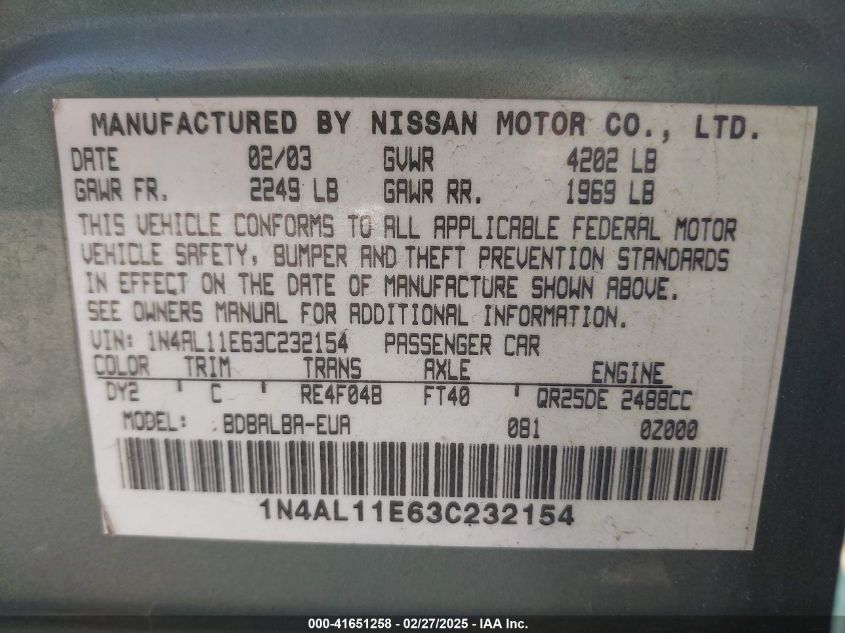 MANUFACTURED BY NISSAN MOTOR CO., LTD.
DATE 02/03 GVWR 4202 LB
GAWR FR. 2249 LB GAWR RR. 1969 LB
THIS VEHICLE CONFORMS TO ALL APPLICABLE FEDERAL MOTOR
VEHICLE SAFETY, BUMPER AND THEFT PREVENTION STANDARDS
IN EFFECT ON THE DATE OF MANUFACTURE SHOWN ABOVE.
SEE OWNERS MANUAL FOR ADDITIONAL INFORMATION.
VIN: 1N4AL11E63C232154 PASSENGER CAR
COLOR TRIM TRANS AXLE ENGINE
DY2 ' C ' RE4F04B FT40 ' QR25DE 2488CC
MODEL: BDBALBA-EUA 0B1 0Z000
1N4AL11E63C232154
000-41651258 - 02/27/2025 - IAA Inc.